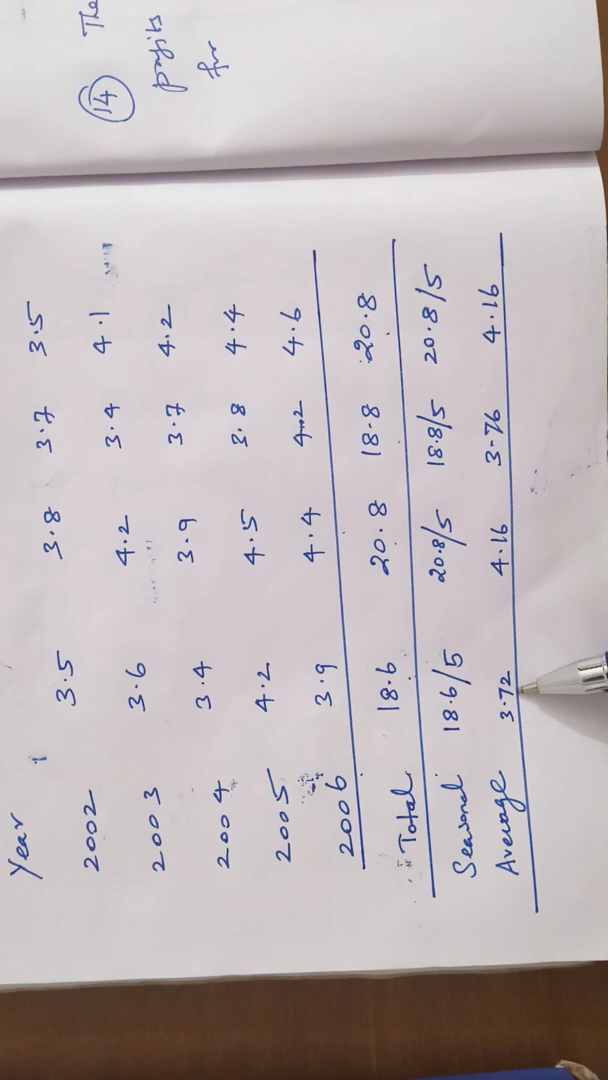 Year
2002 3.5 3.8 3.7 3.5
2003 3.6 4.2 3.4 4.1
2004 3.4 3.9 3.7 4.2
2005 4.2 4.5 3.8 4.4
2006 3.9 4.4 4.2 4.6
Total 18.6 20.8 18.8 20.8
Seasonal 18.6/5 20.8/5 18.8/5 20.8/5
Average 3.72 4.16 3.76 4.16
14 The
profits
for